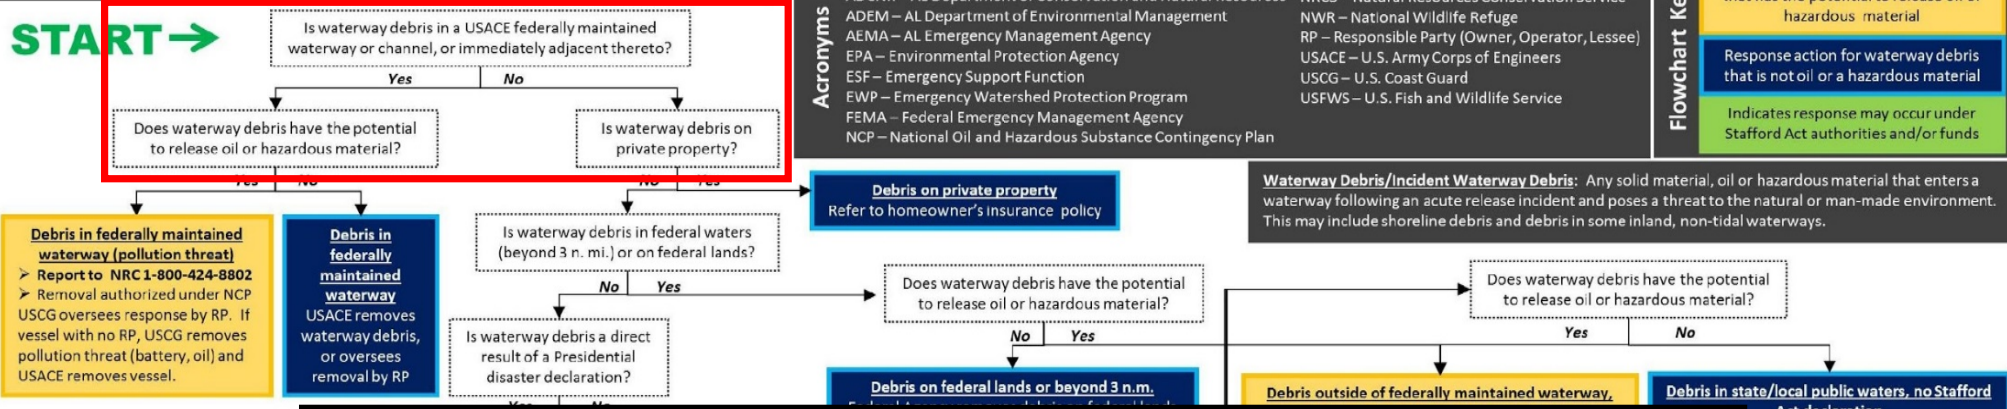 START
Is waterway debris in a USACE federally maintained
waterway or channel, or immediately adjacent thereto?
Yes No
Does waterway debris have the potential
to release oil or hazardous material?
Is waterway debris on
private property?
Yes No
No Yes
Debris in federally maintained
waterway (pollution threat)
➤ Report to NRC 1-800-424-8802
➤ Removal authorized under NCP
USCG oversees response by RP. If
vessel with no RP, USCG removes
pollution threat (battery, oil) and
USACE removes vessel.
Debris in
federally
maintained
waterway
USACE removes
waterway debris,
or oversees
removal by RP
Is waterway debris in federal waters
(beyond 3 n. mi.) or on federal lands?
No Yes
Debris on private property
Refer to homeowner's insurance policy
Is waterway debris a direct
result of a Presidential
disaster declaration?
Yes No
Does waterway debris have the potential
to release oil or hazardous material?
No Yes
Debris on federal lands or beyond 3 n.m.
Does waterway debris have the potential
to release oil or hazardous material?
Yes No
Debris outside of federally maintained waterway,
Debris in state/local public waters, no Stafford
Act declaration
Acronyms
ADEM – AL Department of Environmental Management
AEMA – AL Emergency Management Agency
EPA – Environmental Protection Agency
ESF – Emergency Support Function
EWP – Emergency Watershed Protection Program
FEMA – Federal Emergency Management Agency
NCP – National Oil and Hazardous Substance Contingency Plan
NWR – National Wildlife Refuge
RP – Responsible Party (Owner, Operator, Lessee)
USACE – U.S. Army Corps of Engineers
USCG – U.S. Coast Guard
USFWS – U.S. Fish and Wildlife Service
Flowchart Ke
hazardous material
Response action for waterway debris
that is not oil or a hazardous material
Indicates response may occur under
Stafford Act authorities and/or funds
Waterway Debris/Incident Waterway Debris: Any solid material, oil or hazardous material that enters a
waterway following an acute release incident and poses a threat to the natural or man-made environment.
This may include shoreline debris and debris in some inland, non-tidal waterways.